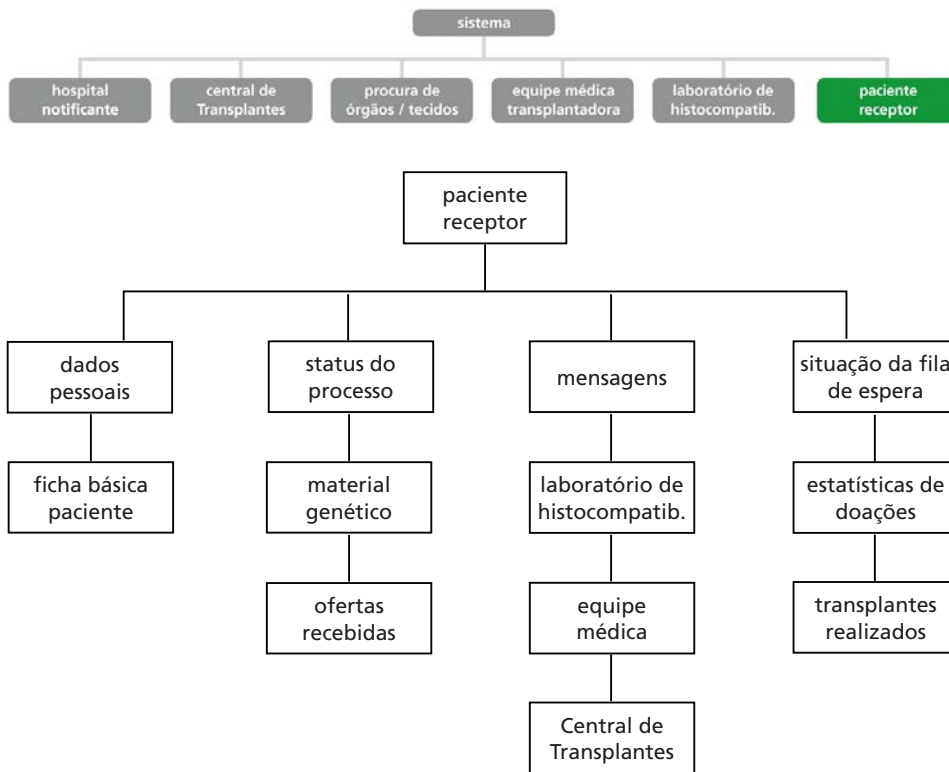 sistema
hospital
notificante
central de
Transplantes
procura de
órgãos / tecidos
equipe médica
transplantadora
laboratório de
histocompatib.
paciente
receptor
paciente
receptor
dados
pessoais
status do
processo
mensagens
situação da fila
de espera
ficha básica
paciente
material
genético
laboratório de
histocompatib.
estatísticas de
doações
ofertas
recebidas
equipe
médica
transplantes
realizados
Central de
Transplantes